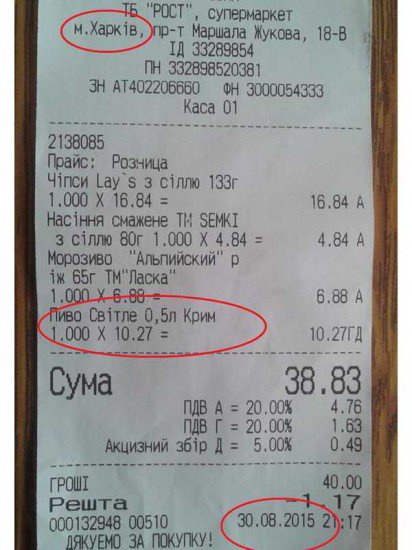 ТБ "РОСТ", супермаркет
м.Харків, пр-т Маршала Жукова, 18-В
ІД 33289854
ПН 332898520381
ЗН АТ402206660 ФН 3000054333
Каса 01
2138085
Прайс: Розница
Чіпси Lay`s з сіллю 133г
1.000 X 16.84 = 16.84 А
Насіння смажене ТМ SEMKI
з сіллю 80г 1.000 X 4.84 = 4.84 А
Морозиво "Альпийский" р
іж 65г ТМ"Ласка"
1.000 X 6.88 = 6.88 А
Пиво Світле 0,5л Крим
1.000 X 10.27 = 10.27ГД
Сума 38.83
ПДВ А = 20.00% 4.76
ПДВ Г = 20.00% 1.63
Акцизний збір Д = 5.00% 0.49
ГРОШІ 40.00
Решта -1.17
000132948 00510 30.08.2015 21:17
ДЯКУЄМО ЗА ПОКУПКУ!